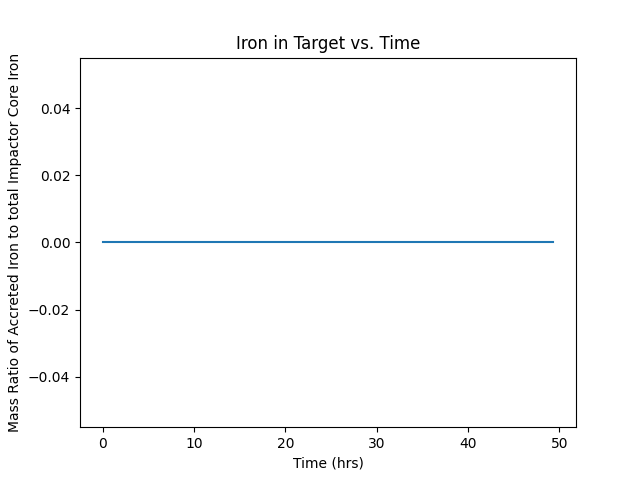 Iron in Target vs. Time
Mass Ratio of Accreted Iron to total Impactor Core Iron
0.04
0.02
0.00
−0.02
−0.04
0 10 20 30 40 50
Time (hrs)